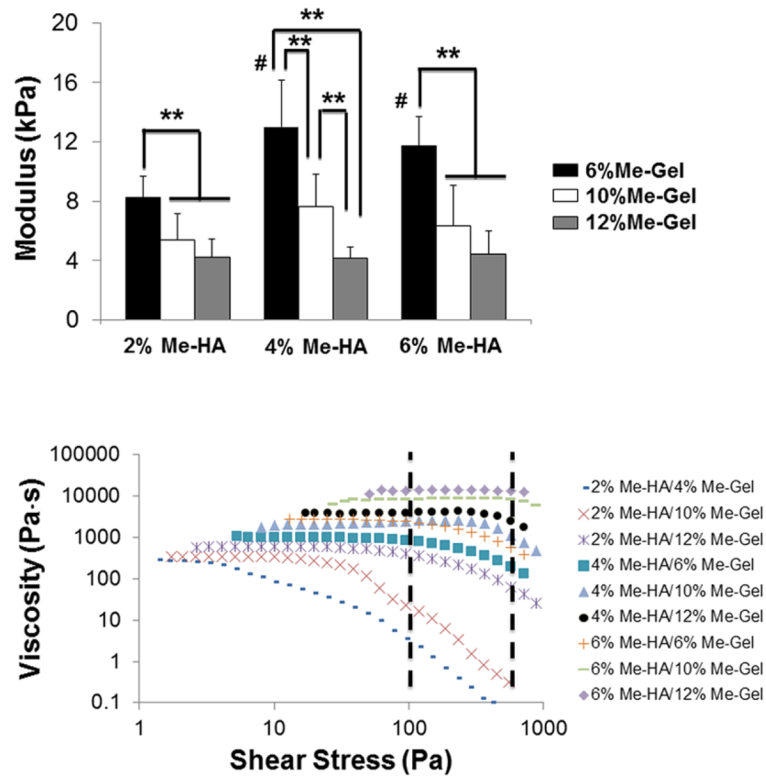 20
16
12
8
4
0
Modulus (kPa)
**
#
**
**
**
#
**
2% Me-HA
4% Me-HA
6% Me-HA
6%Me-Gel
10%Me-Gel
12%Me-Gel
100000
10000
1000
100
10
1
0.1
Viscosity (Pa·s)
1
10
100
1000
Shear Stress (Pa)
2% Me-HA/4% Me-Gel
2% Me-HA/10% Me-Gel
2% Me-HA/12% Me-Gel
4% Me-HA/6% Me-Gel
4% Me-HA/10% Me-Gel
4% Me-HA/12% Me-Gel
6% Me-HA/6% Me-Gel
6% Me-HA/10% Me-Gel
6% Me-HA/12% Me-Gel